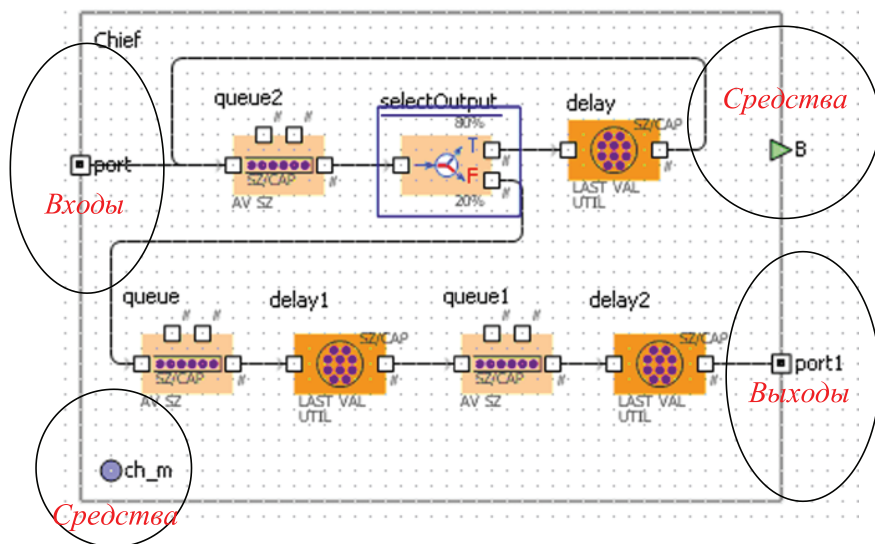 Chief
queue2
selectOutput
delay
Средства
80%
SZ/CAP
port
T
B
SZ/CAP
F
Входы
AV SZ
20%
LAST VAL
UTIL
queue
delay1
queue1
delay2
SZ/CAP
SZ/CAP
port1
SZ/CAP
SZ/CAP
Выходы
AV SZ
LAST VAL
UTIL
AV SZ
LAST VAL
UTIL
ch_m
Средства